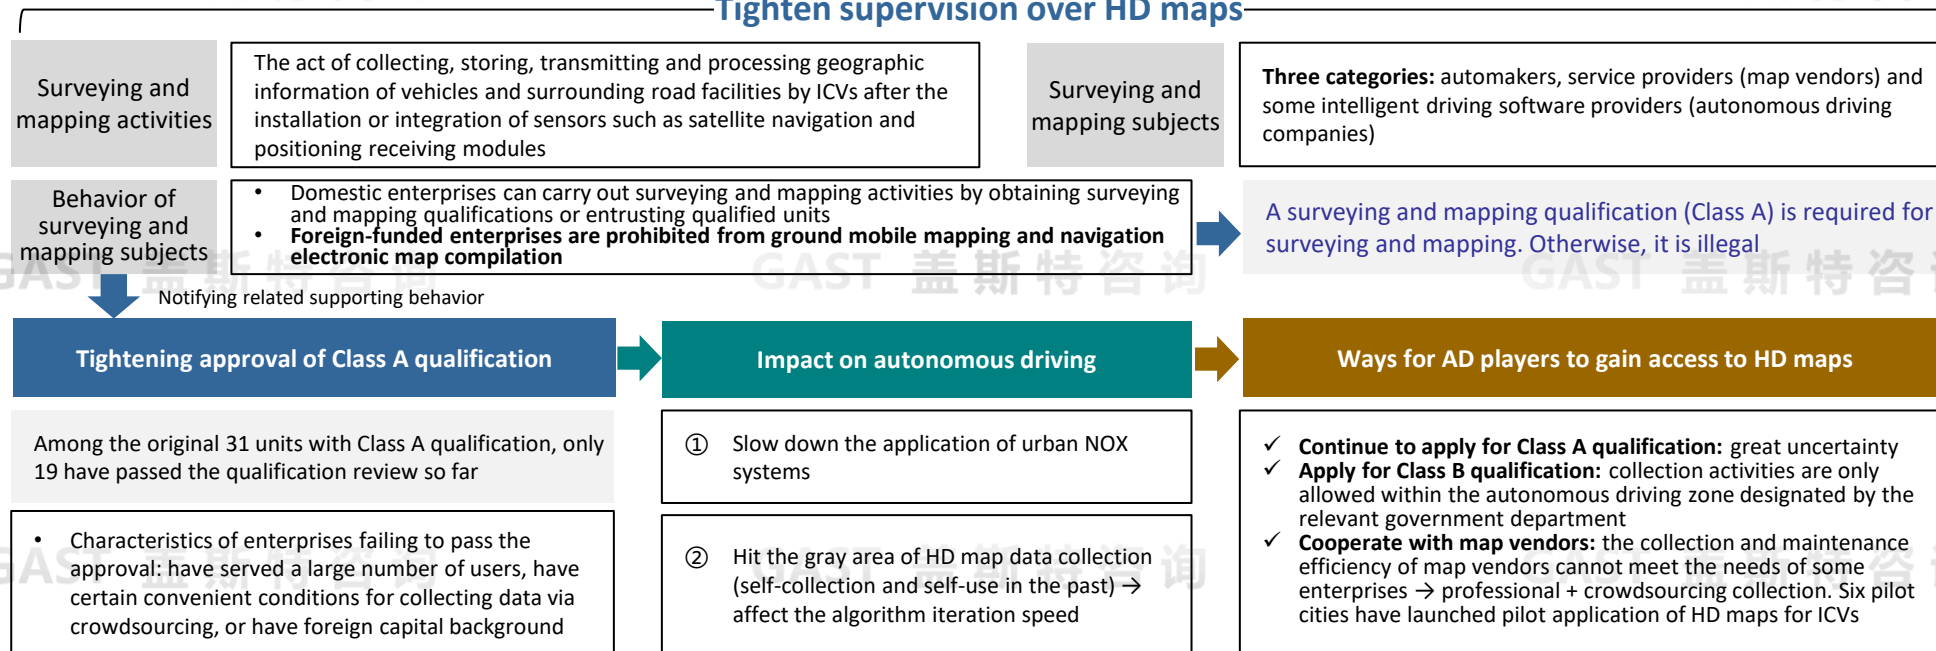 Tighten supervision over HD maps
Surveying and
mapping activities
The act of collecting, storing, transmitting and processing geographic
information of vehicles and surrounding road facilities by ICVs after the
installation or integration of sensors such as satellite navigation and
positioning receiving modules
Surveying and
mapping subjects
Three categories: automakers, service providers (map vendors) and
some intelligent driving software providers (autonomous driving
companies)
Behavior of
surveying and
mapping subjects
• Domestic enterprises can carry out surveying and mapping activities by obtaining surveying
and mapping qualifications or entrusting qualified units
• Foreign-funded enterprises are prohibited from ground mobile mapping and navigation
electronic map compilation
A surveying and mapping qualification (Class A) is required for
surveying and mapping. Otherwise, it is illegal
GAST 盖斯特咨询
GAST 盖斯特咨询
GAST 盖斯特咨
Notifying related supporting behavior
Tightening approval of Class A qualification
Impact on autonomous driving
Ways for AD players to gain access to HD maps
Among the original 31 units with Class A qualification, only
19 have passed the qualification review so far
• Characteristics of enterprises failing to pass the
approval: have served a large number of users, have
certain convenient conditions for collecting data via
crowdsourcing, or have foreign capital background
① Slow down the application of urban NOX
systems
② Hit the gray area of HD map data collection
(self-collection and self-use in the past) →
affect the algorithm iteration speed
✓ Continue to apply for Class A qualification: great uncertainty
✓ Apply for Class B qualification: collection activities are only
allowed within the autonomous driving zone designated by the
relevant government department
✓ Cooperate with map vendors: the collection and maintenance
efficiency of map vendors cannot meet the needs of some
enterprises → professional + crowdsourcing collection. Six pilot
cities have launched pilot application of HD maps for ICVs